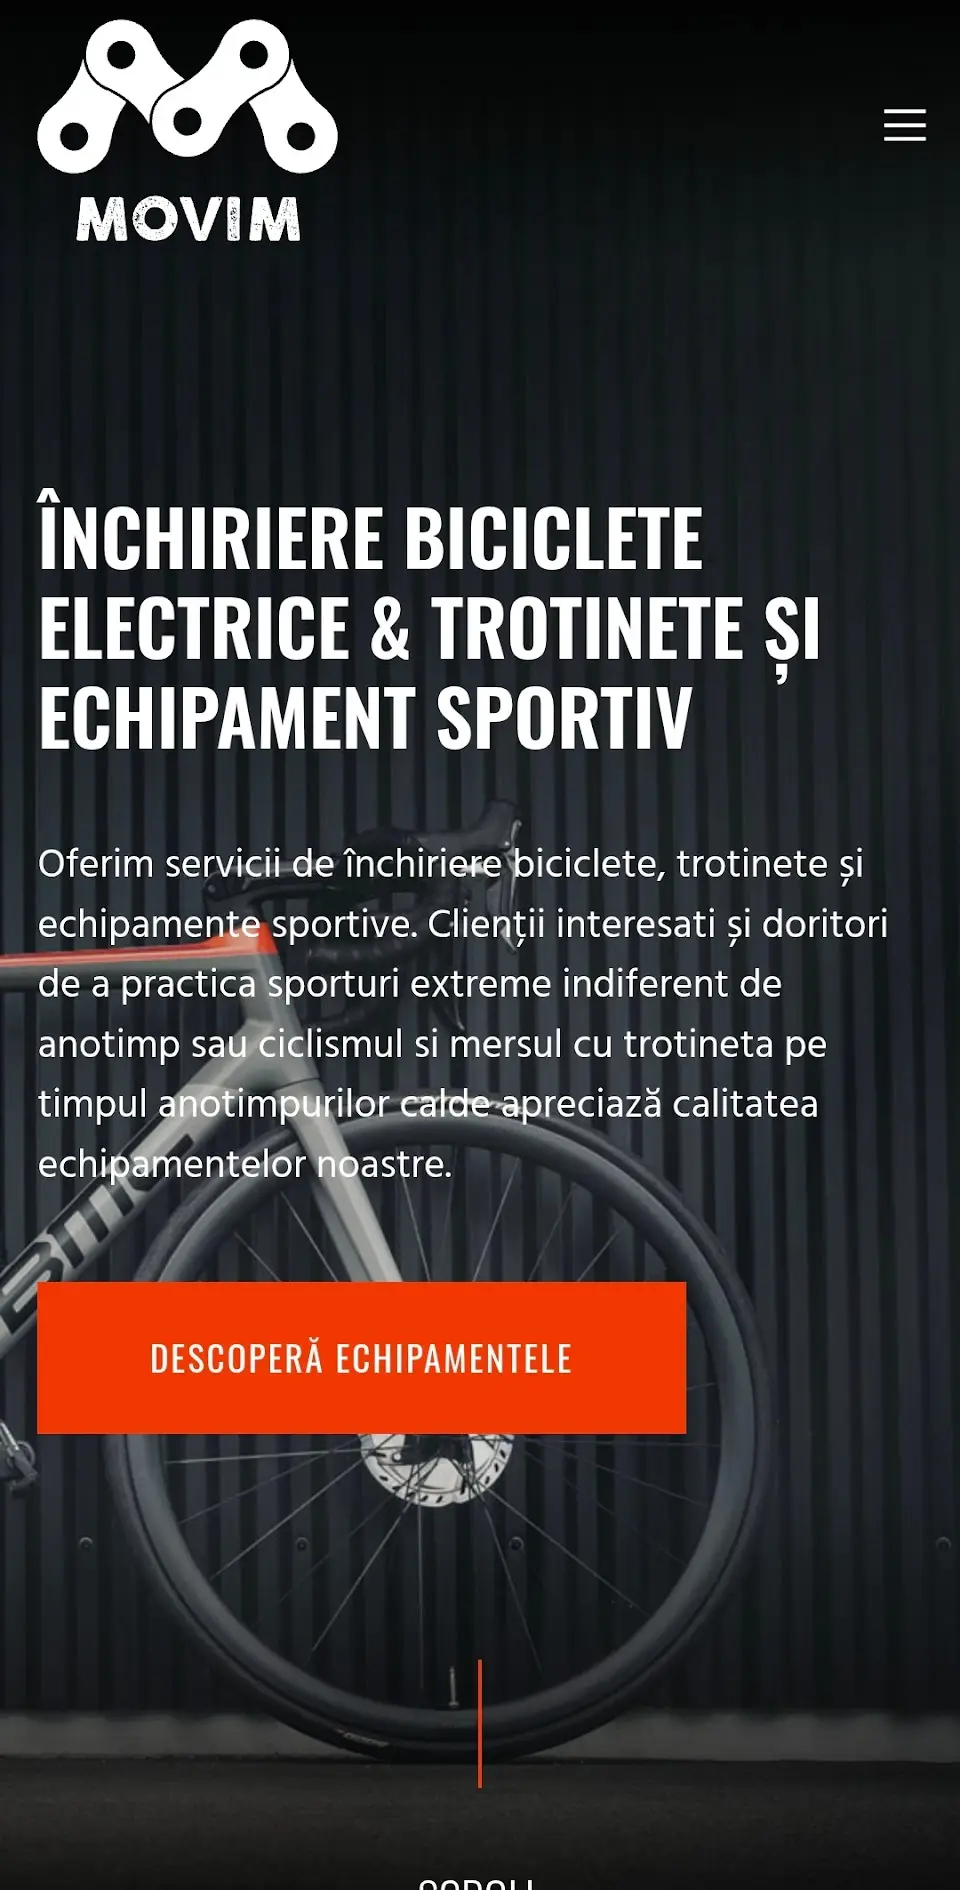 MOVIM
ÎNCHIRIERE BICICLETE
ELECTRICE & TROTINETE ȘI
ECHIPAMENT SPORTIV
Oferim servicii de închiriere biciclete, trotinete și
echipamente sportive. Clienții interesati și doritori
de a practica sporturi extreme indiferent de
anotimp sau ciclismul si mersul cu trotineta pe
timpul anotimpurilor calde apreciază calitatea
echipamentelor noastre.
BMC
DESCOPERĂ ECHIPAMENTELE
SCROLL